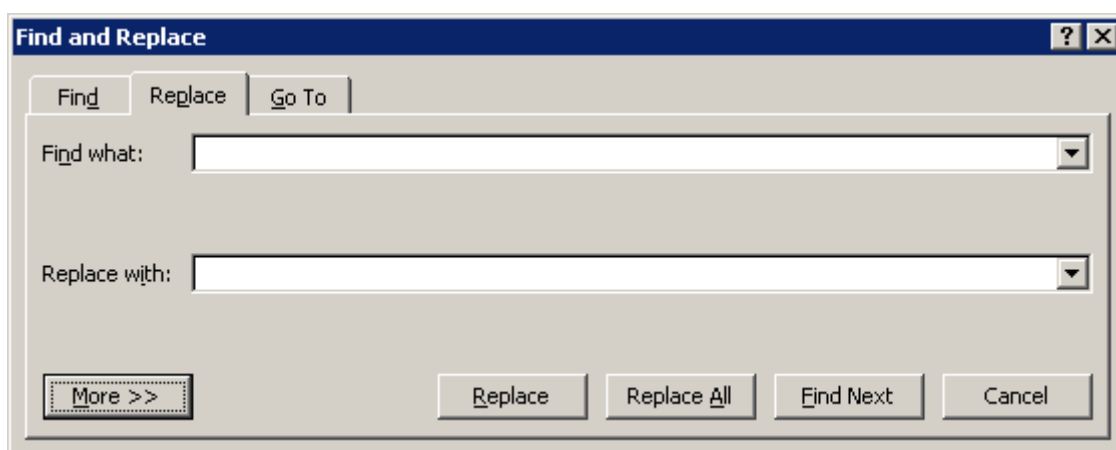 Find and Replace
Find Replace Go To
Find what:
Replace with:
More >> Replace Replace All Find Next Cancel